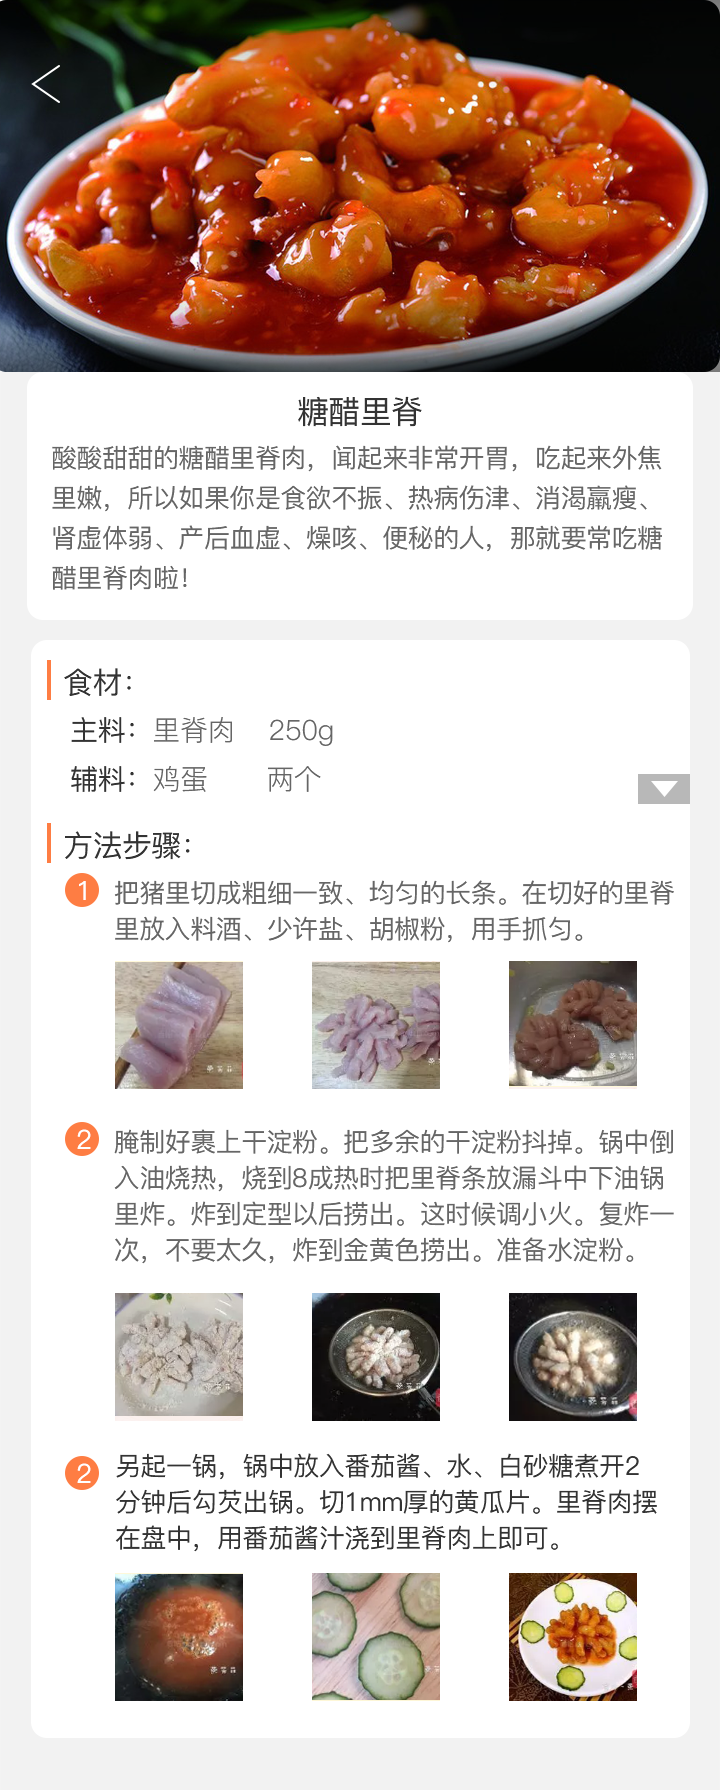 糖醋里脊
酸酸甜甜的糖醋里脊肉，闻起来非常开胃，吃起来外焦
里嫩，所以如果你是食欲不振、热病伤津、消渴羸瘦、
肾虚体弱、产后血虚、燥咳、便秘的人，那就要常吃糖
醋里脊肉啦！
食材：
主料：里脊肉 250g
辅料：鸡蛋 两个
方法步骤：
1 把猪里切成粗细一致、均匀的长条。在切好的里脊
里放入料酒、少许盐、胡椒粉，用手抓匀。
2 腌制好裹上干淀粉。把多余的干淀粉抖掉。锅中倒
入油烧热，烧到8成热时把里脊条放漏斗中下油锅
里炸。炸到定型以后捞出。这时候调小火。复炸一
次，不要太久，炸到金黄色捞出。准备水淀粉。
2 另起一锅，锅中放入番茄酱、水、白砂糖煮开2
分钟后勾芡出锅。切1mm厚的黄瓜片。里脊肉摆
在盘中，用番茄酱汁浇到里脊肉上即可。